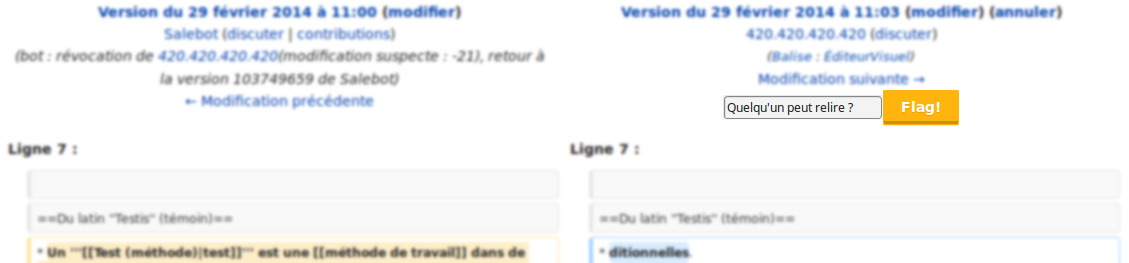 Version du 29 février 2014 à 11:00 (modifier)
Salebot (discuter | contributions)
(bot : révocation de 420.420.420.420(modification suspecte : -21), retour à
la version 103749659 de Salebot)
← Modification précédente
Version du 29 février 2014 à 11:03 (modifier) (annuler)
420.420.420.420 (discuter)
(Balise : ÉditeurVisuel)
Modification suivante →
Quelqu'un peut relire ? Flag!
Ligne 7 :
Ligne 7 :
==Du latin "Testis" (témoin)==
==Du latin "Testis" (témoin)==
* Un '''[[Test (méthode)|test]]''' est une [[méthode de travail]] dans de
* ditionnelles.